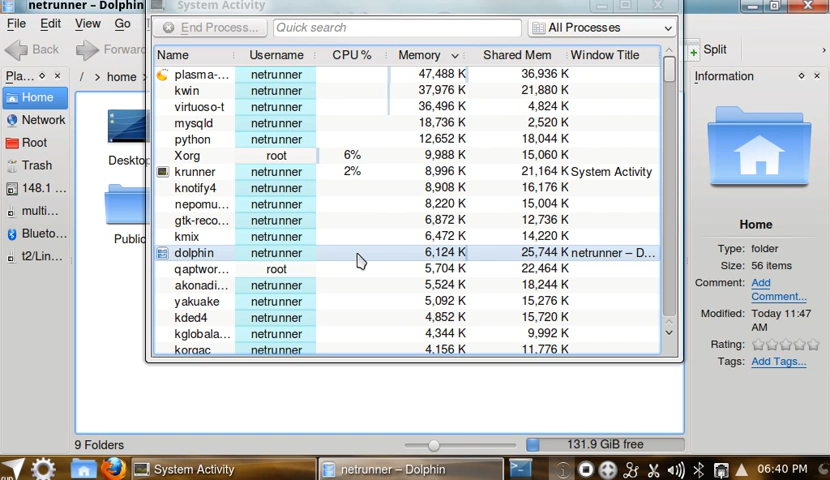 netrunner – Dolphin
System Activity
File Edit View Go
End Process...
Quick search
All Processes
Back
Forward
Split
Name Username CPU % Memory Shared Mem Window Title
Pla...
/ home
Information
plasma-... netrunner 47,488 K 36,936 K
kwin netrunner 37,976 K 21,880 K
virtuoso-t netrunner 36,496 K 4,824 K
mysqld netrunner 18,736 K 2,520 K
python netrunner 12,652 K 18,044 K
Xorg root 6% 9,988 K 15,060 K
krunner netrunner 2% 8,996 K 21,164 K System Activity
knotify4 netrunner 8,908 K 16,176 K
nepomu... netrunner 8,220 K 15,004 K
gtk-reco... netrunner 6,872 K 12,736 K
kmix netrunner 6,472 K 14,220 K
dolphin netrunner 6,124 K 25,744 K netrunner – D...
qaptwor... root 5,704 K 22,464 K
akonadi... netrunner 5,524 K 18,244 K
yakuake netrunner 5,092 K 15,276 K
kded4 netrunner 4,852 K 15,720 K
kglobala... netrunner 4,344 K 9,992 K
korgac netrunner 4,156 K 11,776 K
Home
Network
Root
Trash
148.1 ...
multi...
Blueto...
t2/Lin...
Deskto
Public
Home
Type: folder
Size: 56 items
Comment: Add
Comment...
Modified: Today 11:47
AM
Rating:
Tags: Add Tags...
9 Folders
131.9 GiB free
System Activity
netrunner – Dolphin
06:40 PM